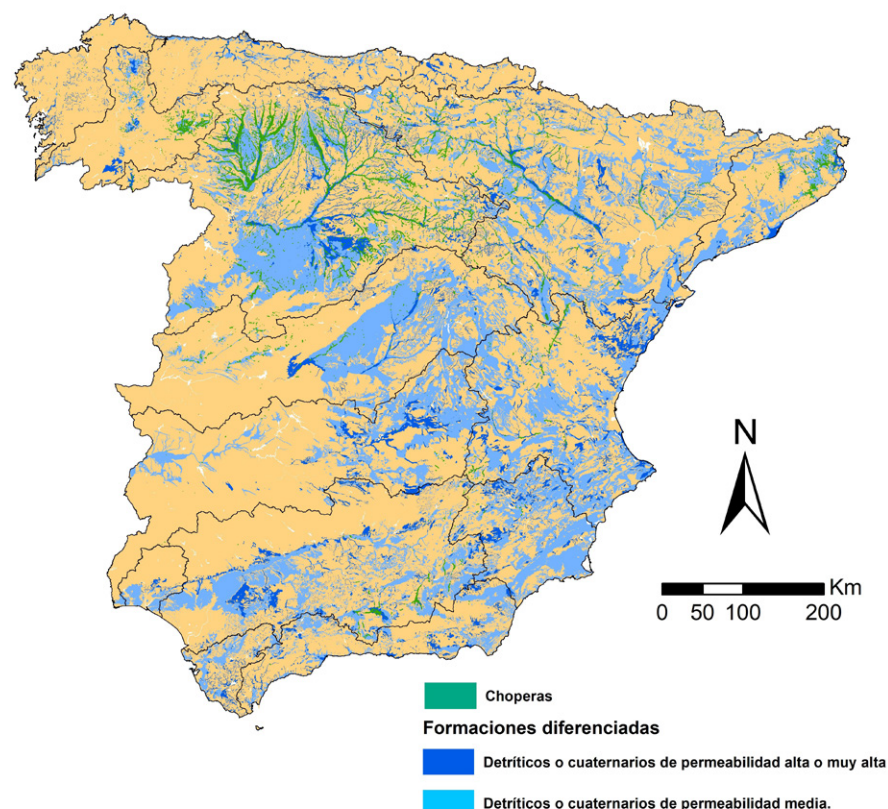 N
Km
0 50 100 200
Choperas
Formaciones diferenciadas
Detríticos o cuaternarios de permeabilidad alta o muy alta
Detríticos o cuaternarios de permeabilidad media.